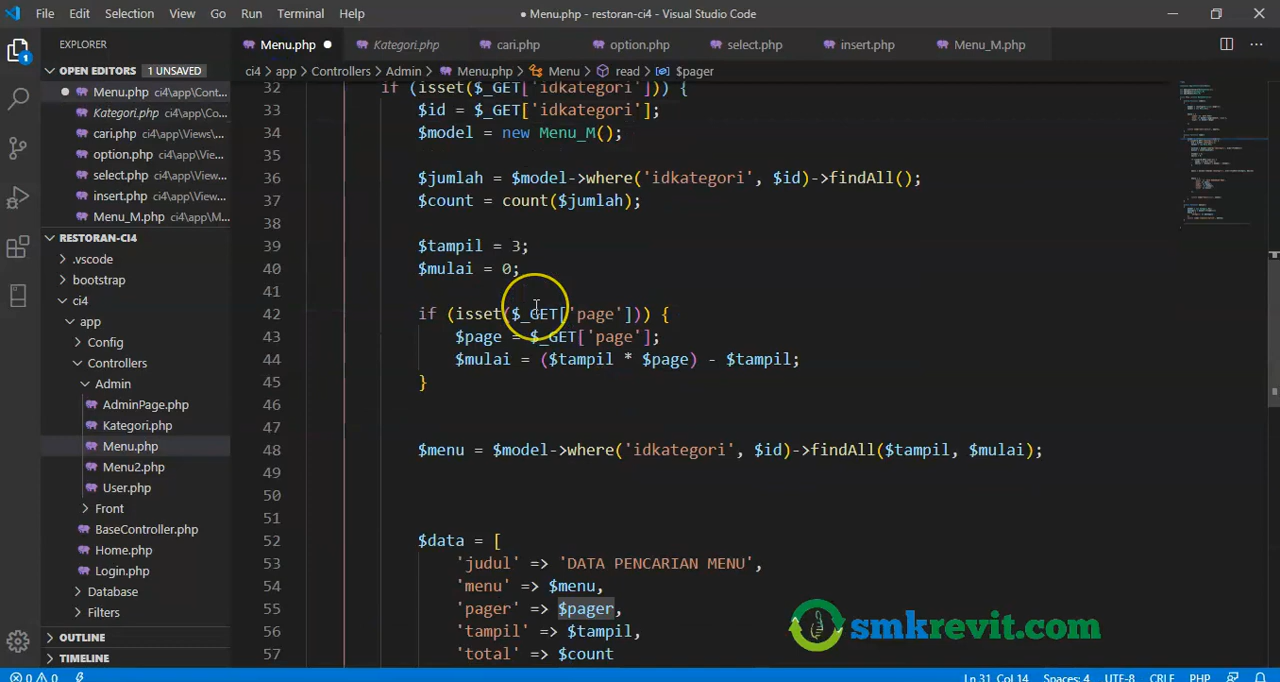 File Edit Selection View Go Run Terminal Help
● Menu.php - restoran-ci4 - Visual Studio Code
EXPLORER
Menu.php ● Kategori.php cari.php option.php select.php insert.php Menu_M.php
OPEN EDITORS 1 UNSAVED
ci4 > app > Controllers > Admin > Menu.php > Menu > read > $pager
Menu.php ci4\app\Cont...
Kategori.php ci4\app\Co...
cari.php ci4\app\Views\...
option.php ci4\app\Vie...
select.php ci4\app\View...
insert.php ci4\app\View...
Menu_M.php ci4\app\M...
RESTORAN-CI4
.vscode
bootstrap
ci4
app
Config
Controllers
Admin
AdminPage.php
Kategori.php
Menu.php
Menu2.php
User.php
Front
BaseController.php
Home.php
Login.php
Database
Filters
OUTLINE
TIMELINE
32 if (isset($_GET['idkategori'])) {
33 $id = $_GET['idkategori'];
34 $model = new Menu_M();
35
36 $jumlah = $model->where('idkategori', $id)->findAll();
37 $count = count($jumlah);
38
39 $tampil = 3;
40 $mulai = 0;
41
42 if (isset($_GET['page'])) {
43 $page = $_GET['page'];
44 $mulai = ($tampil * $page) - $tampil;
45 }
46
47
48 $menu = $model->where('idkategori', $id)->findAll($tampil, $mulai);
49
50
51
52 $data = [
53 'judul' => 'DATA PENCARIAN MENU',
54 'menu' => $menu,
55 'pager' => $pager,
56 'tampil' => $tampil,
57 'total' => $count
smkrevit.com
0 0 Ln 31, Col 14 Spaces: 4 UTF-8 CRLF PHP